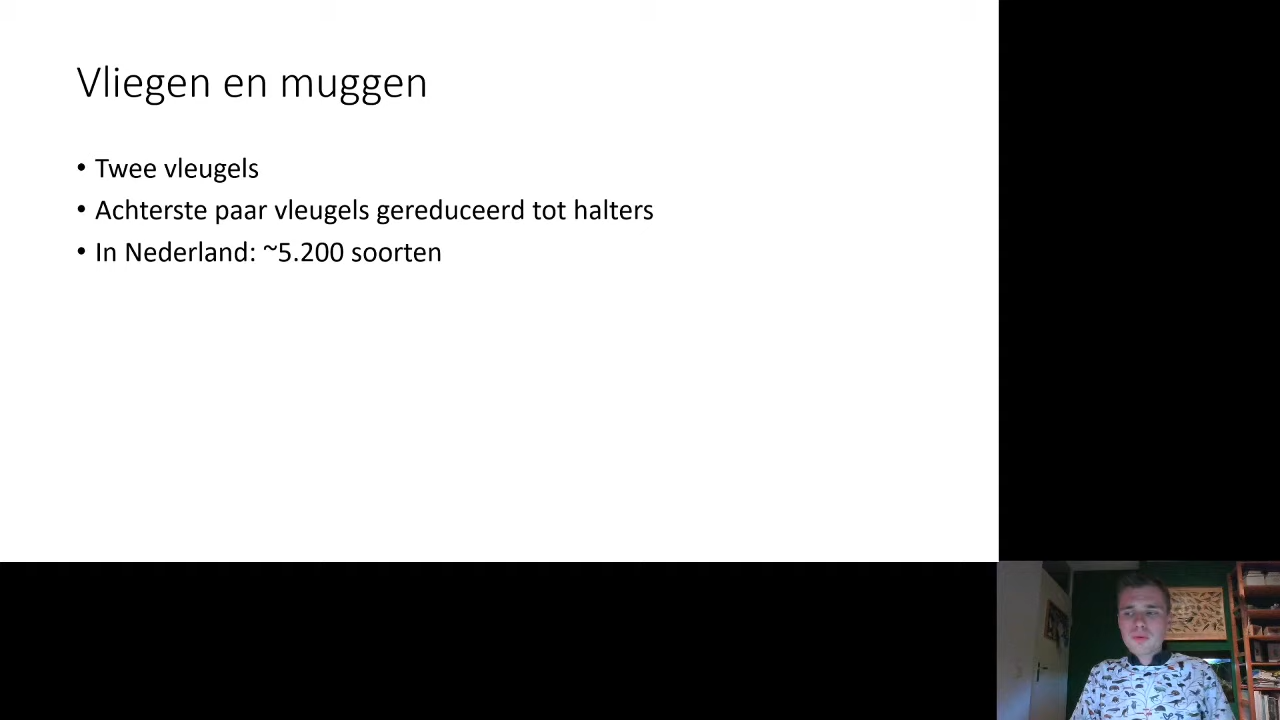 Vliegen en muggen
• Twee vleugels
• Achterste paar vleugels gereduceerd tot halters
• In Nederland: ~5.200 soorten